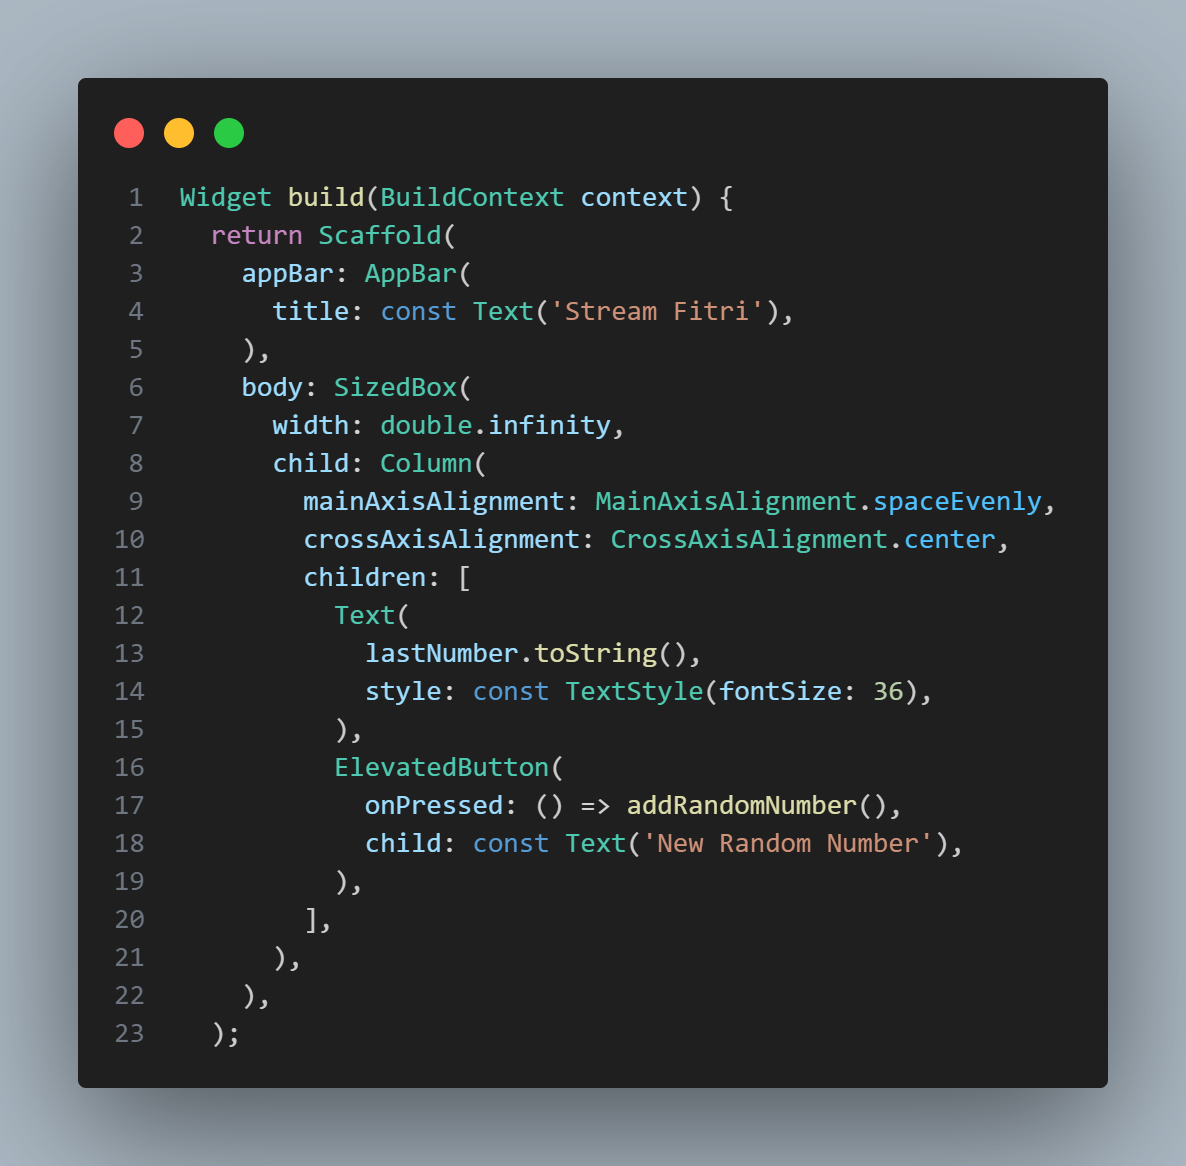 1 Widget build(BuildContext context) {
2   return Scaffold(
3     appBar: AppBar(
4       title: const Text('Stream Fitri'),
5     ),
6     body: SizedBox(
7       width: double.infinity,
8       child: Column(
9         mainAxisAlignment: MainAxisAlignment.spaceEvenly,
10         crossAxisAlignment: CrossAxisAlignment.center,
11         children: [
12           Text(
13             lastNumber.toString(),
14             style: const TextStyle(fontSize: 36),
15           ),
16           ElevatedButton(
17             onPressed: () => addRandomNumber(),
18             child: const Text('New Random Number'),
19           ),
20         ],
21       ),
22     ),
23   );